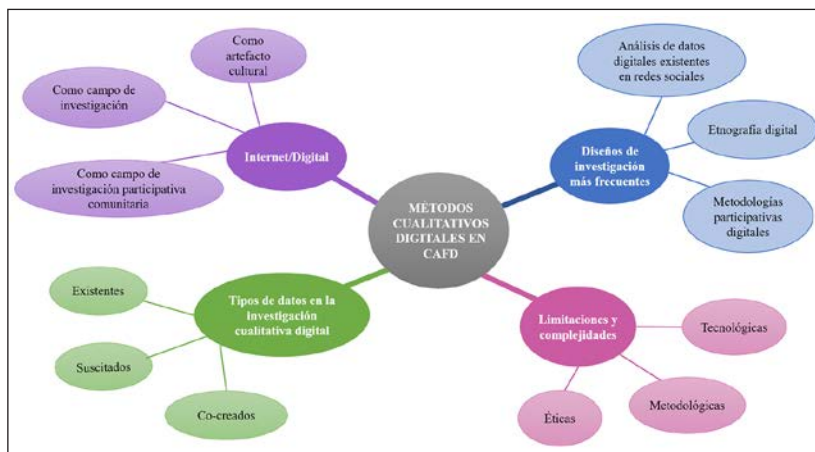 Como
artefacto
cultural
Como campo de
investigación
Como campo de
investigación participativa
comunitaria
Internet/Digital
Análisis de datos
digitales existentes
en redes sociales
Etnografía digital
Metodologías
participativas
digitales
Diseños de
investigación
más frecuentes
MÉTODOS
CUALITATIVOS
DIGITALES EN
CAFD
Existentes
Suscitados
Co-creados
Tipos de datos en la
investigación
cualitativa digital
Limitaciones y
complejidades
Tecnológicas
Metodológicas
Éticas